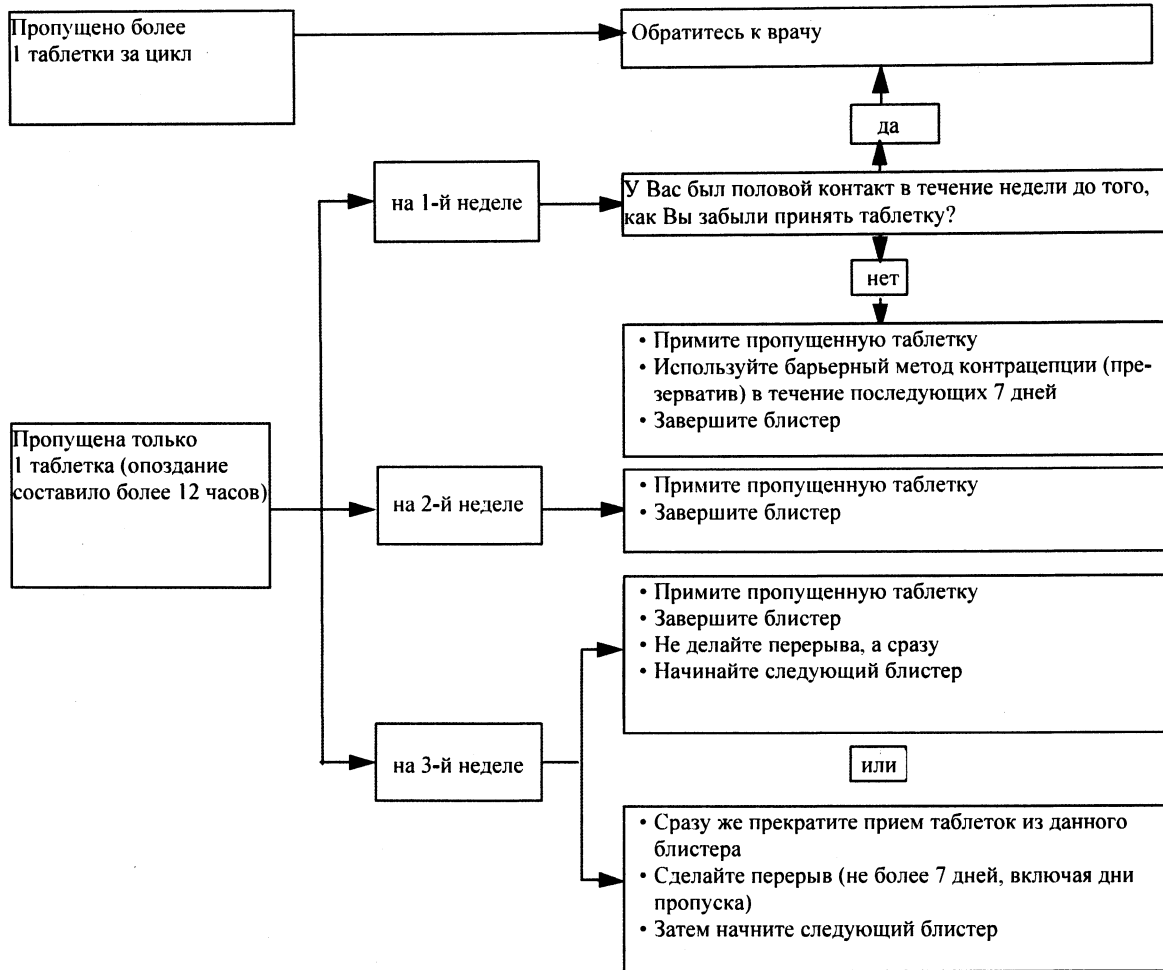 Пропущено более
1 таблетки за цикл
Обратитесь к врачу
да
на 1-й неделе
У Вас был половой контакт в течение недели до того,
как Вы забыли принять таблетку?
нет
• Примите пропущенную таблетку
• Используйте барьерный метод контрацепции (пре-
зерватив) в течение последующих 7 дней
• Завершите блистер
Пропущена только
1 таблетка (опоздание
составило более 12 часов)
на 2-й неделе
• Примите пропущенную таблетку
• Завершите блистер
• Примите пропущенную таблетку
• Завершите блистер
• Не делайте перерыва, а сразу
• Начинайте следующий блистер
на 3-й неделе
или
• Сразу же прекратите прием таблеток из данного
блистера
• Сделайте перерыв (не более 7 дней, включая дни
пропуска)
• Затем начните следующий блистер